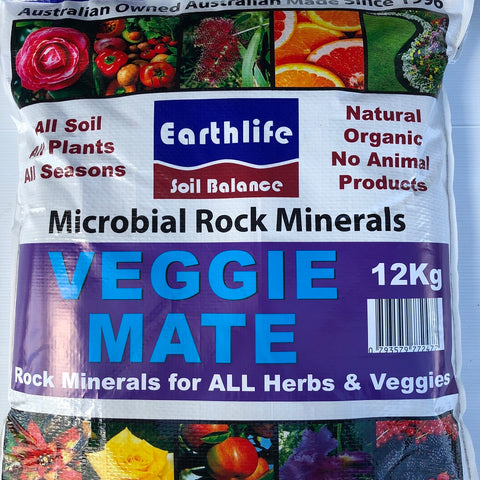 Australian Owned Australian Made Since 1996
All Soil
All Plants
All Seasons
Earthlife
Soil Balance
Natural
Organic
No Animal
Products
Microbial Rock Minerals
VEGGIE
MATE
12Kg
Rock Minerals for ALL Herbs & Veggies